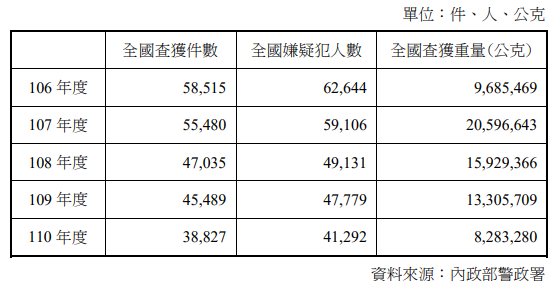 單位：件、人、公克
全國查獲件數 全國嫌疑犯人數 全國查獲重量(公克)
106 年度 58,515 62,644 9,685,469
107 年度 55,480 59,106 20,596,643
108 年度 47,035 49,131 15,929,366
109 年度 45,489 47,779 13,305,709
110 年度 38,827 41,292 8,283,280
資料來源：內政部警政署